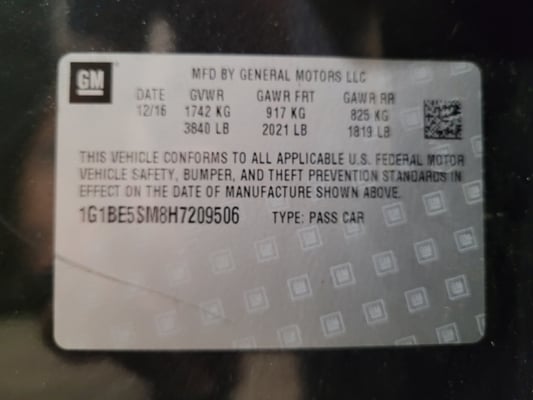 GM
MFD BY GENERAL MOTORS LLC
DATE GVWR GAWR FRT GAWR RR
12/16 1742 KG 917 KG 825 KG
3840 LB 2021 LB 1819 LB
THIS VEHICLE CONFORMS TO ALL APPLICABLE U.S. FEDERAL MOTOR
VEHICLE SAFETY, BUMPER, AND THEFT PREVENTION STANDARDS IN
EFFECT ON THE DATE OF MANUFACTURE SHOWN ABOVE.
1G1BE5SM8H7209506 TYPE: PASS CAR